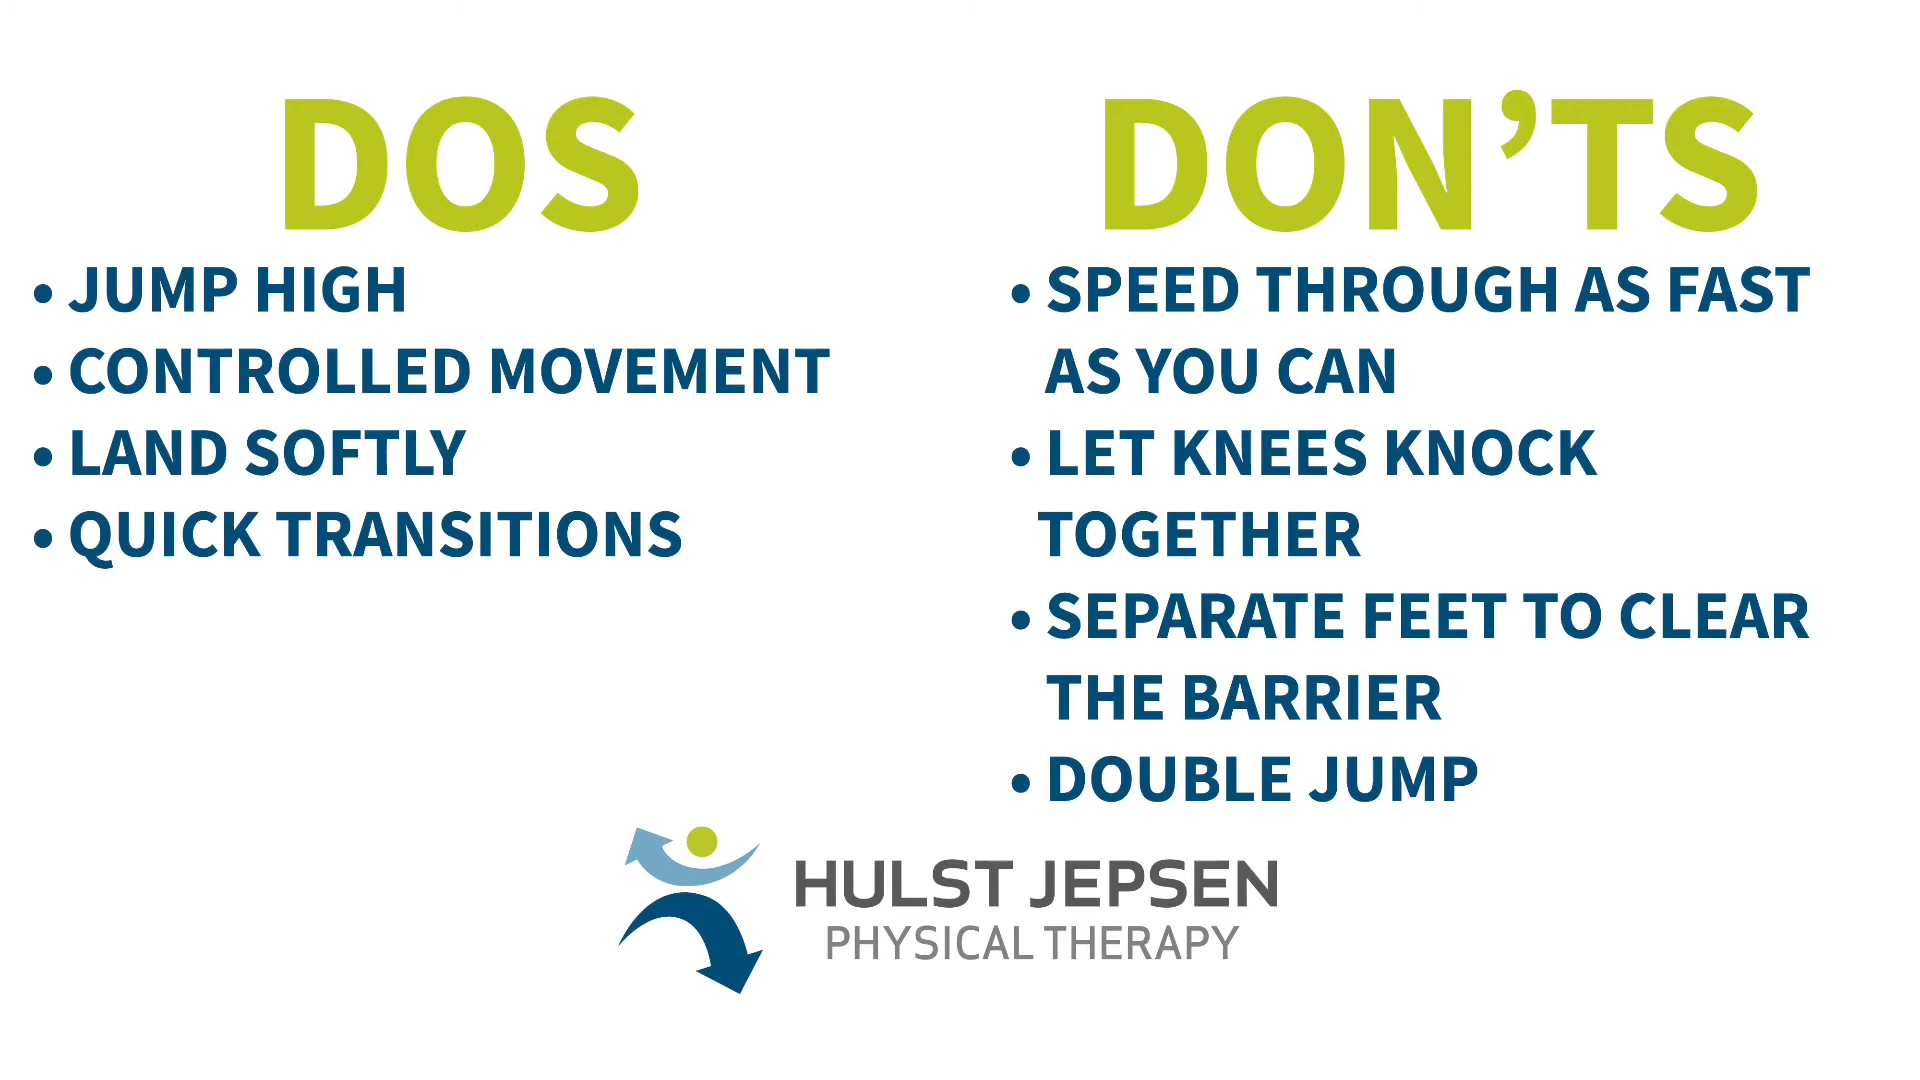 DOS
• JUMP HIGH
• CONTROLLED MOVEMENT
• LAND SOFTLY
• QUICK TRANSITIONS
DON’TS
• SPEED THROUGH AS FAST
AS YOU CAN
• LET KNEES KNOCK
TOGETHER
• SEPARATE FEET TO CLEAR
THE BARRIER
• DOUBLE JUMP
HULST JEPSEN
PHYSICAL THERAPY